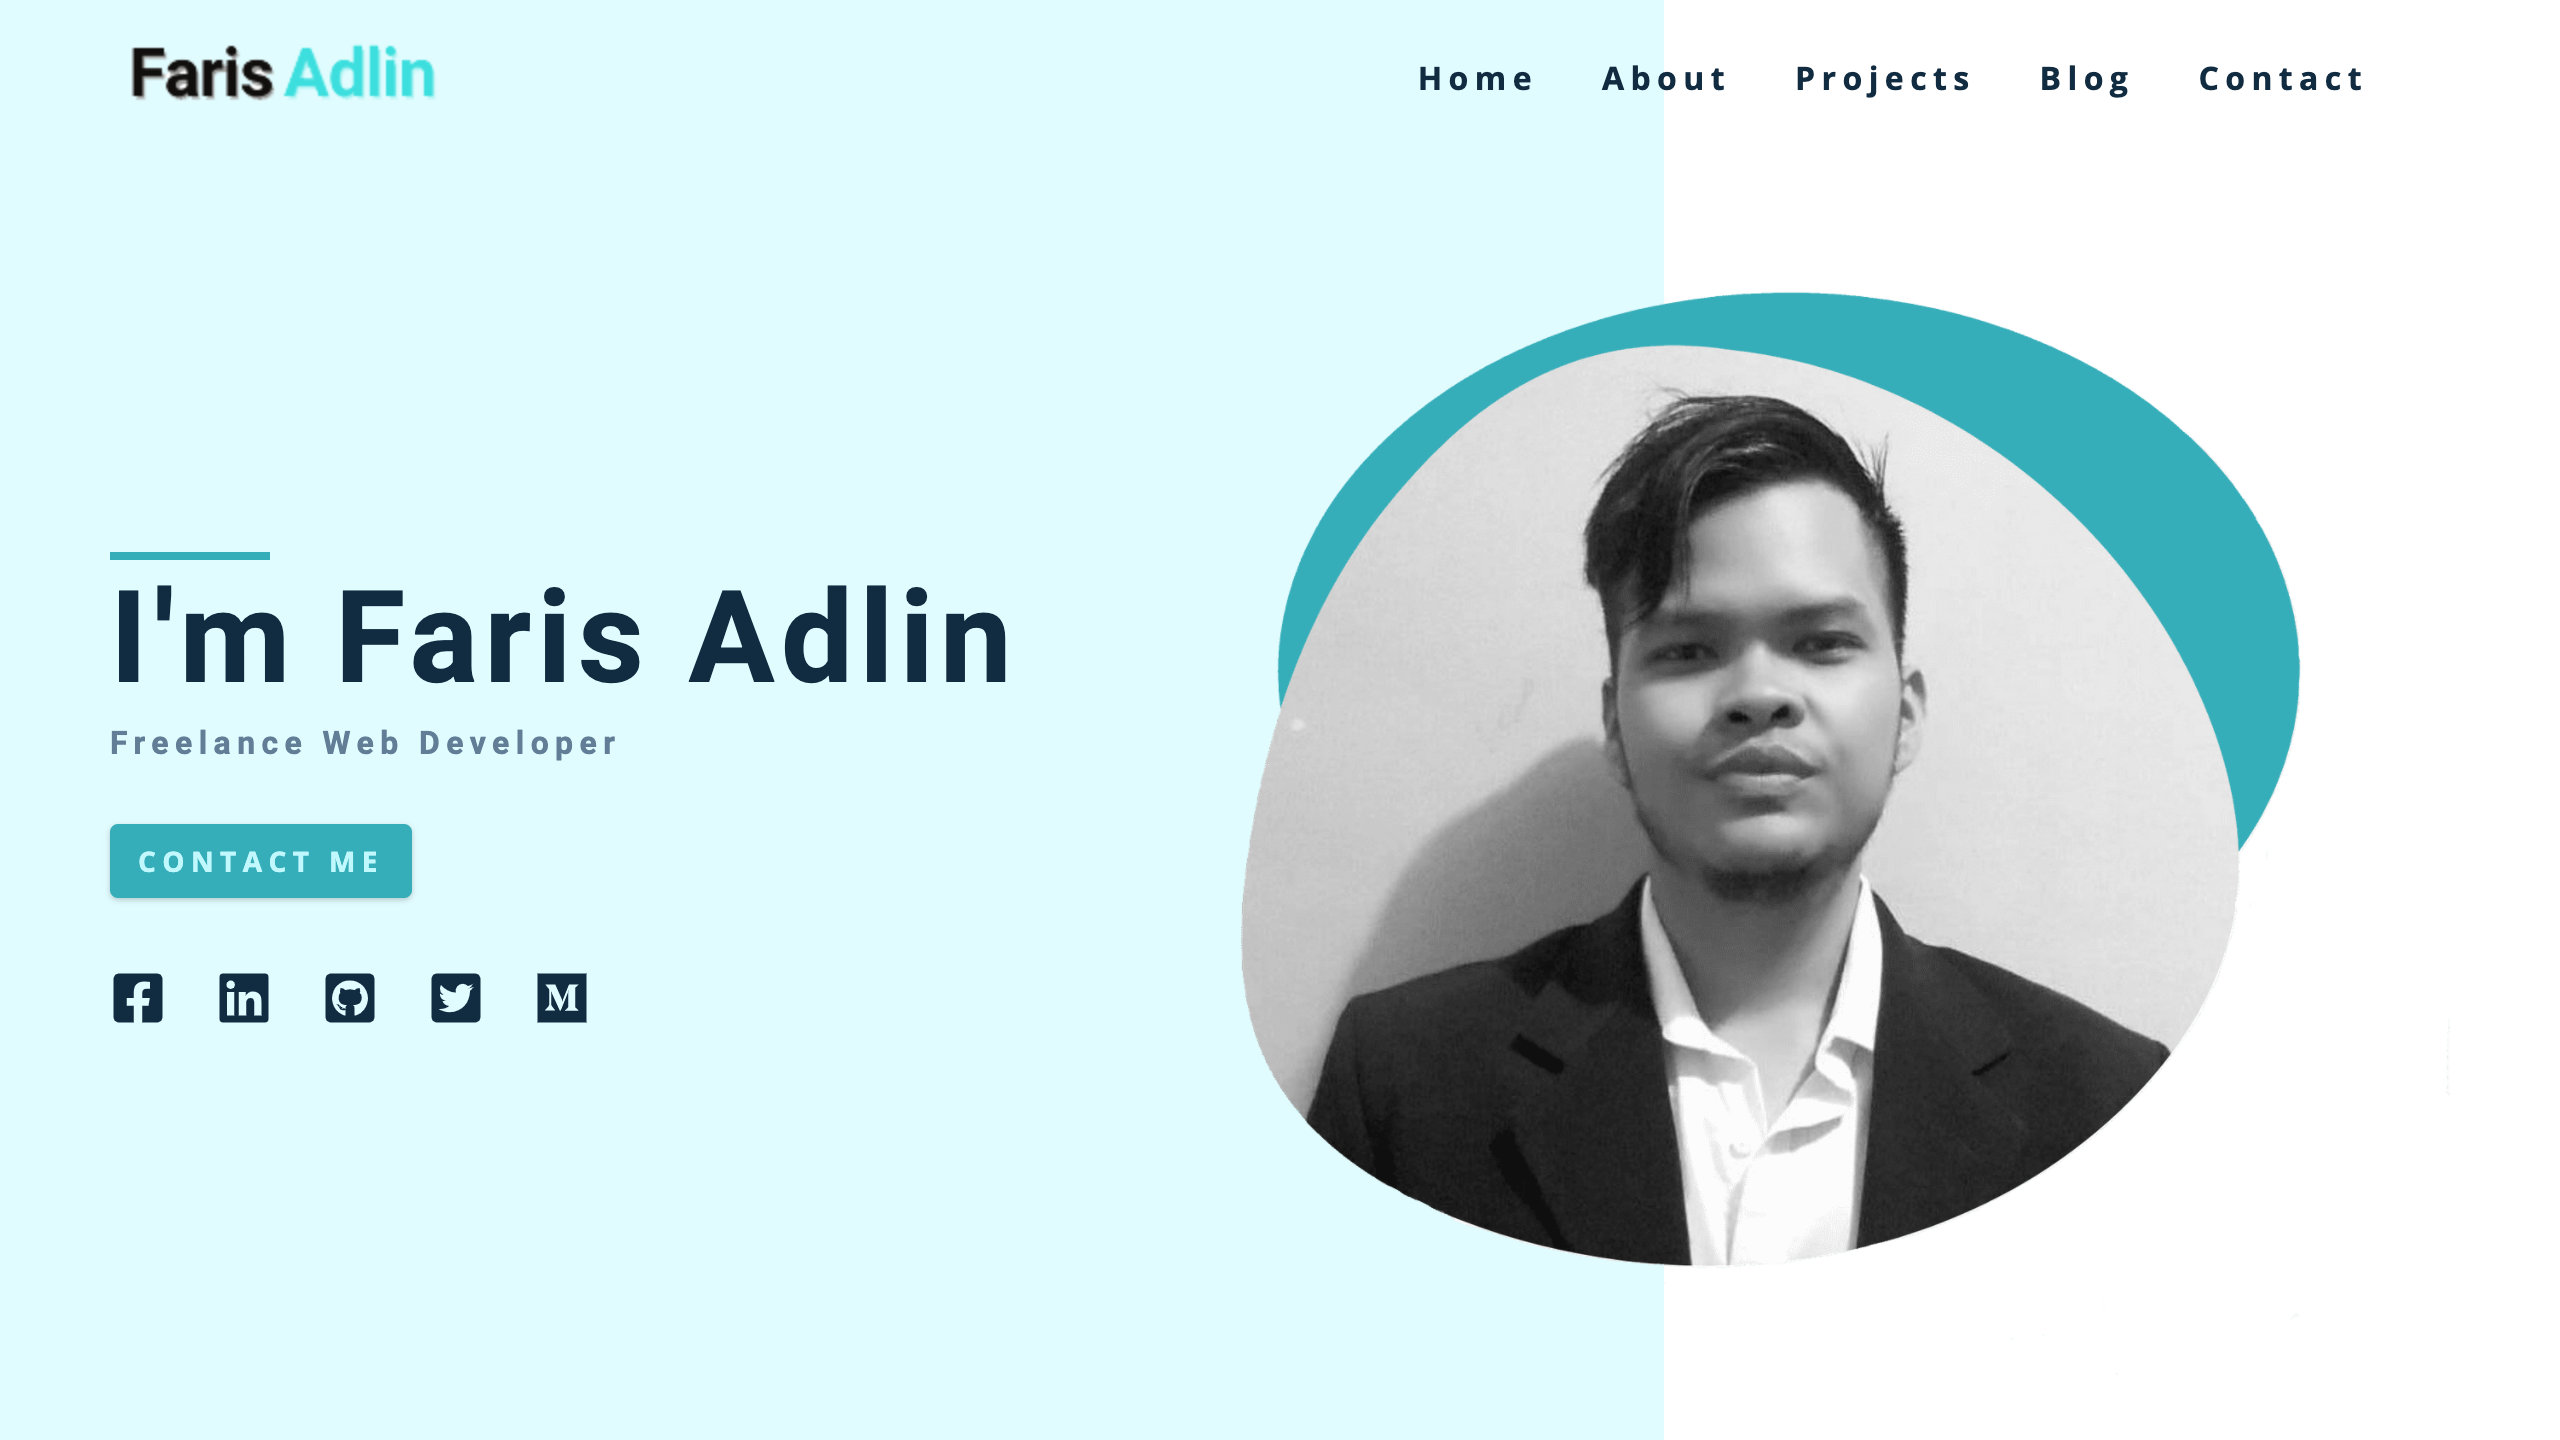 Faris Adlin
Home About Projects Blog Contact
I'm Faris Adlin
Freelance Web Developer
CONTACT ME